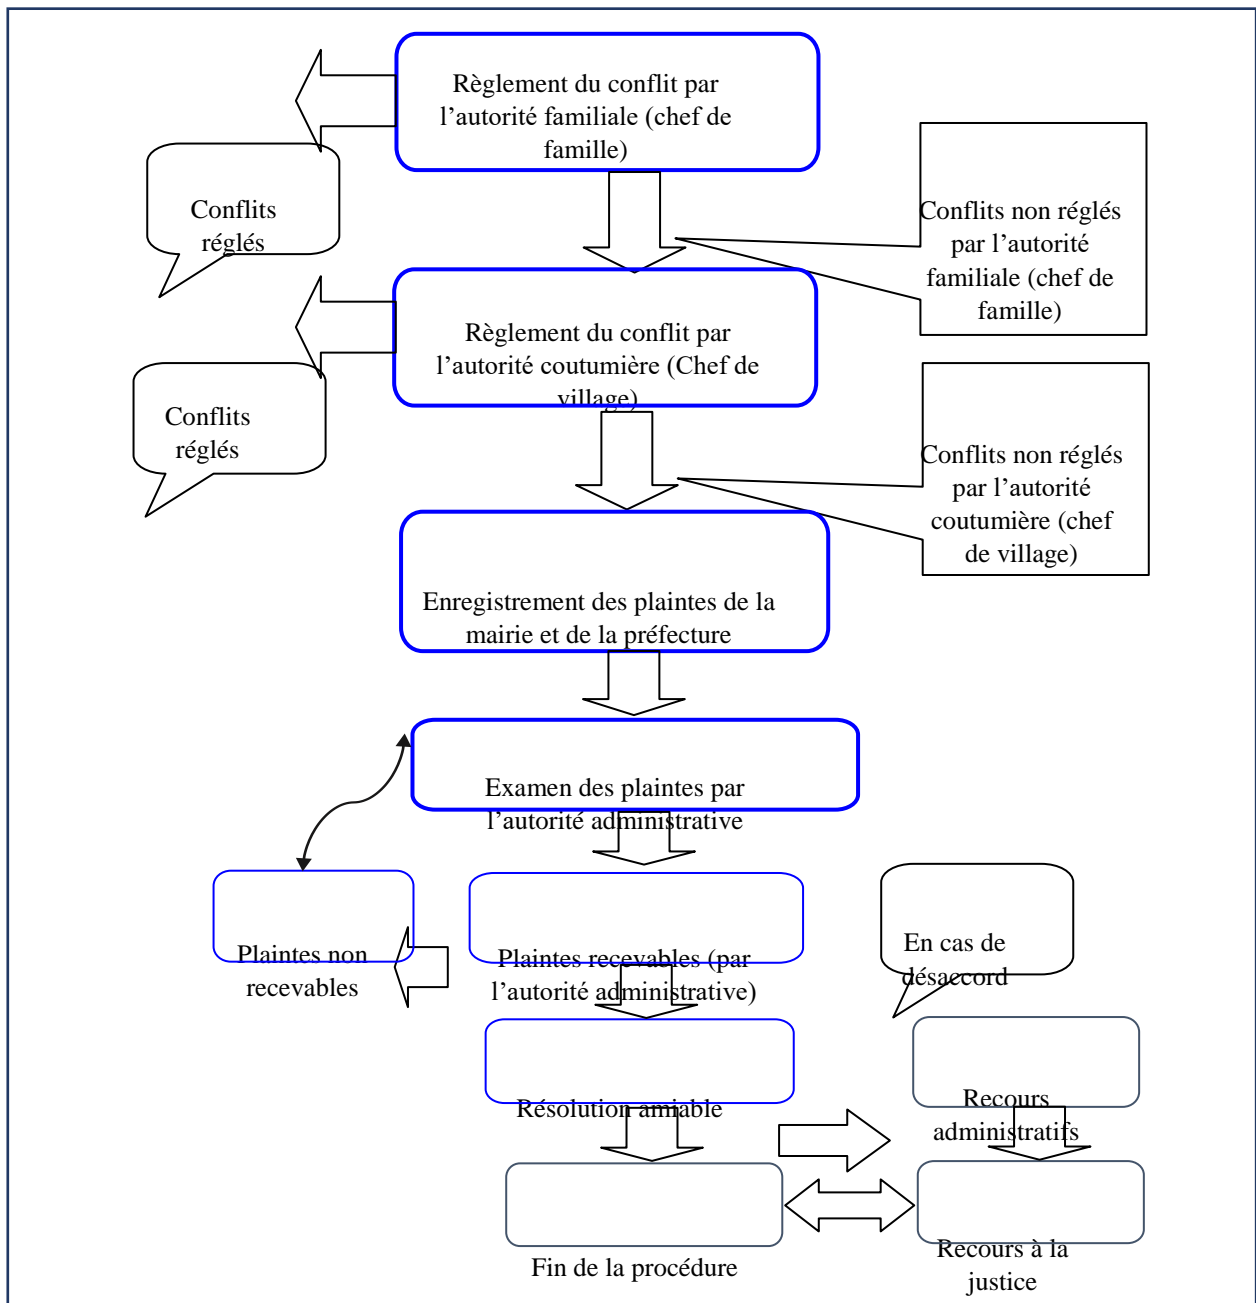 Règlement du conflit par
l’autorité familiale (chef de
famille)
Conflits
réglés
Conflits non réglés
par l’autorité
familiale (chef de
famille)
Règlement du conflit par
l’autorité coutumière (Chef de
village)
Conflits
réglés
Conflits non réglés
par l’autorité
coutumière (chef
de village)
Enregistrement des plaintes de la
mairie et de la préfecture
Examen des plaintes par
l’autorité administrative
Plaintes non
recevables
Plaintes recevables (par
l’autorité administrative)
En cas de
désaccord
Résolution amiable
Recours
administratifs
Fin de la procédure
Recours à la
justice